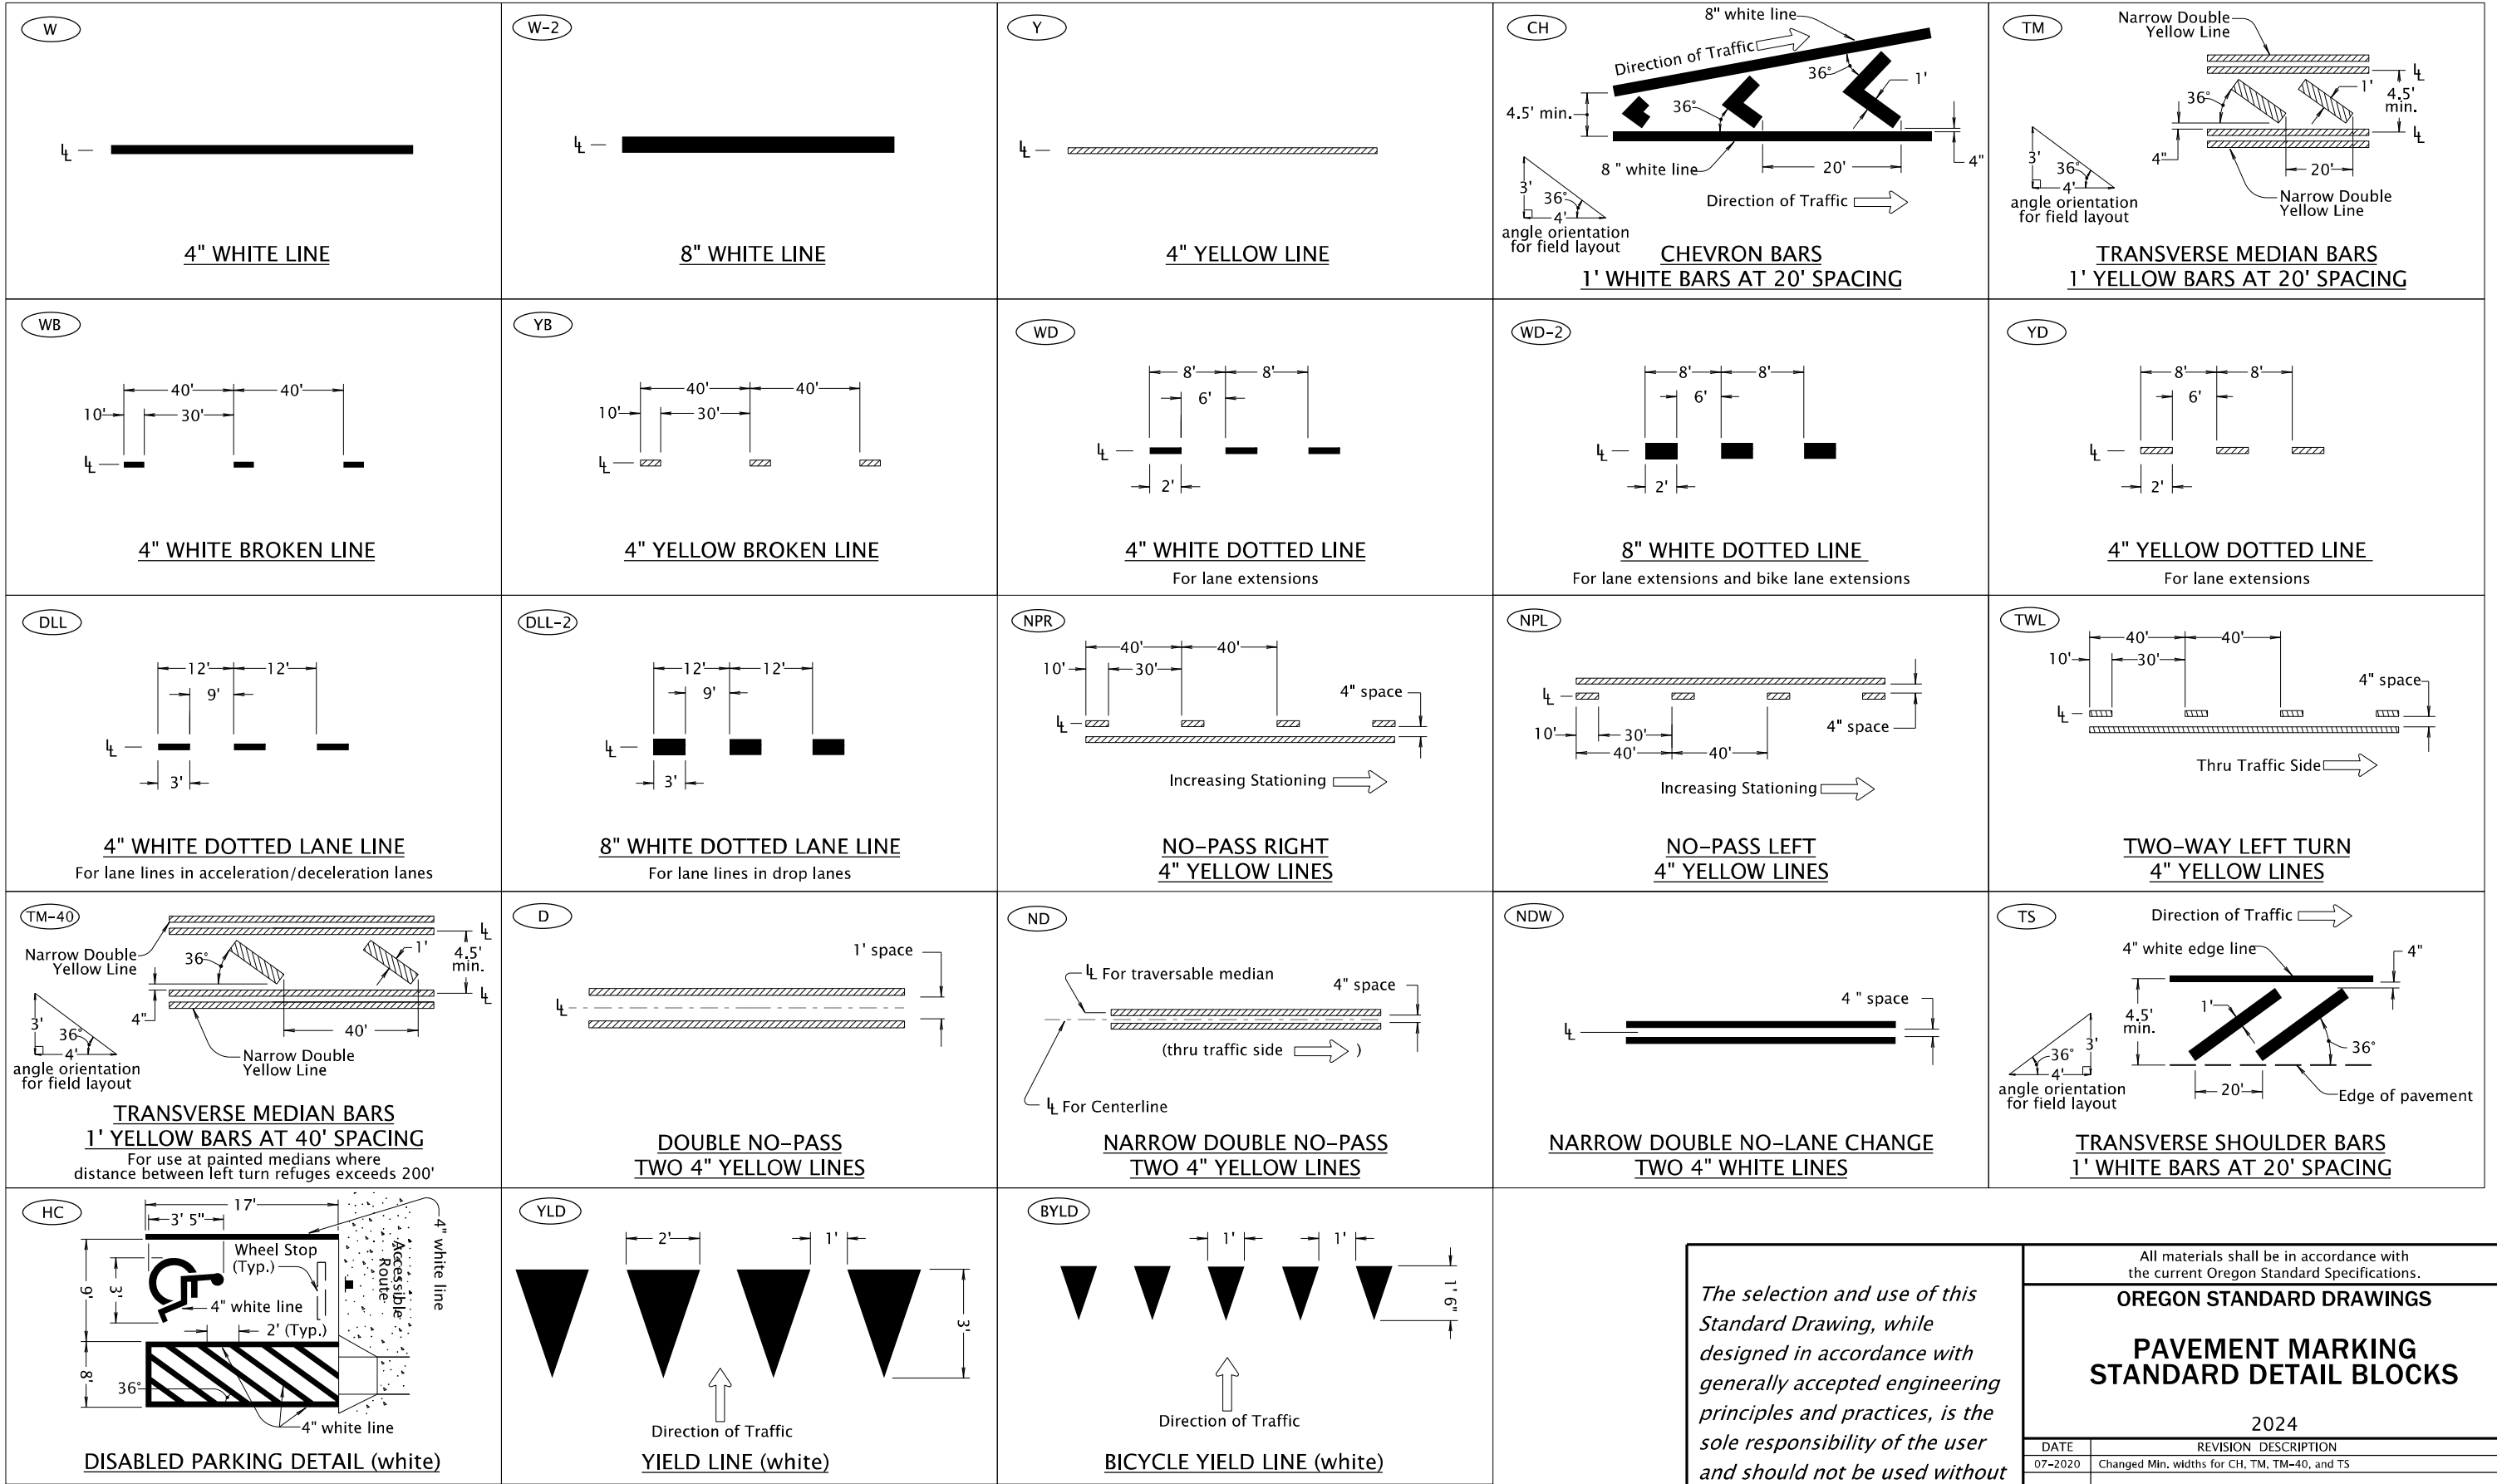 W
4" WHITE LINE
W-2
8" WHITE LINE
Y
4" YELLOW LINE
CH
8" white line
Direction of Traffic
36°
1'
4.5' min.
36°
4"
8 " white line
20'
3'
36°
4'
Direction of Traffic
angle orientation
for field layout
CHEVRON BARS
1' WHITE BARS AT 20' SPACING
TM
Narrow Double
Yellow Line
36°
1'
4.5'
min.
4"
20'
3'
36°
4'
Narrow Double
Yellow Line
angle orientation
for field layout
TRANSVERSE MEDIAN BARS
1' YELLOW BARS AT 20' SPACING
WB
40'
40'
10'
30'
4" WHITE BROKEN LINE
YB
40'
40'
10'
30'
4" YELLOW BROKEN LINE
WD
8'
8'
6'
2'
4" WHITE DOTTED LINE
For lane extensions
WD-2
8'
8'
6'
2'
8" WHITE DOTTED LINE
For lane extensions and bike lane extensions
YD
8'
8'
6'
2'
4" YELLOW DOTTED LINE
For lane extensions
DLL
12'
12'
9'
3'
4" WHITE DOTTED LANE LINE
For lane lines in acceleration/deceleration lanes
DLL-2
12'
12'
9'
3'
8" WHITE DOTTED LANE LINE
For lane lines in drop lanes
NPR
40'
40'
10'
30'
4" space
Increasing Stationing
NO-PASS RIGHT
4" YELLOW LINES
NPL
4" space
10'
30'
40'
40'
Increasing Stationing
NO-PASS LEFT
4" YELLOW LINES
TWL
40'
40'
10'
30'
4" space
Thru Traffic Side
TWO-WAY LEFT TURN
4" YELLOW LINES
TM-40
Narrow Double
Yellow Line
36°
1'
4.5'
min.
4"
40'
3'
36°
4'
Narrow Double
Yellow Line
angle orientation
for field layout
TRANSVERSE MEDIAN BARS
1' YELLOW BARS AT 40' SPACING
For use at painted medians where
distance between left turn refuges exceeds 200'
D
1' space
DOUBLE NO-PASS
TWO 4" YELLOW LINES
ND
For traversable median
4" space
(thru traffic side )
For Centerline
NARROW DOUBLE NO-PASS
TWO 4" YELLOW LINES
NDW
4 " space
NARROW DOUBLE NO-LANE CHANGE
TWO 4" WHITE LINES
TS
Direction of Traffic
4" white edge line
4"
1'
4.5'
min.
36°
3'
36°
4'
20'
Edge of pavement
angle orientation
for field layout
TRANSVERSE SHOULDER BARS
1' WHITE BARS AT 20' SPACING
HC
17'
3' 5"
4" white line
Accessible
Route
Wheel Stop
(Typ.)
9'
3'
4" white line
2' (Typ.)
8'
36°
4" white line
DISABLED PARKING DETAIL (white)
YLD
2'
1'
3'
Direction of Traffic
YIELD LINE (white)
BYLD
1'
1'
1' 6"
Direction of Traffic
BICYCLE YIELD LINE (white)
The selection and use of this
Standard Drawing, while
designed in accordance with
generally accepted engineering
principles and practices, is the
sole responsibility of the user
and should not be used without
All materials shall be in accordance with
the current Oregon Standard Specifications.
OREGON STANDARD DRAWINGS
PAVEMENT MARKING
STANDARD DETAIL BLOCKS
2024
DATE REVISION DESCRIPTION
07-2020 Changed Min. widths for CH, TM, TM-40, and TS